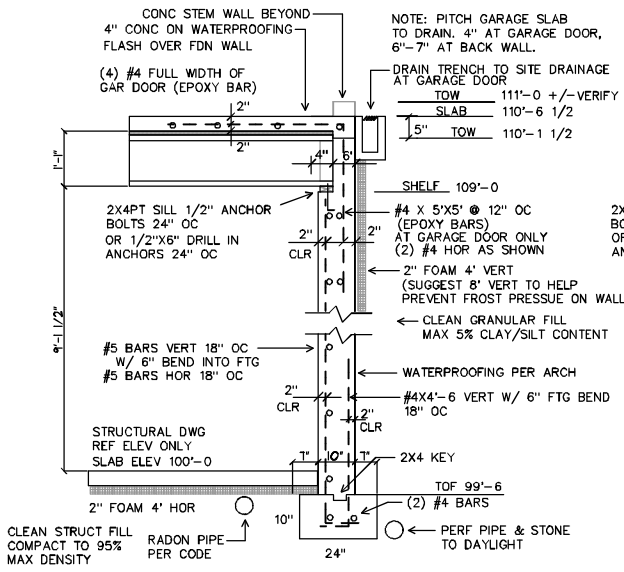 CONC STEM WALL BEYOND
4" CONC ON WATERPROOFING
FLASH OVER FDN WALL
(4) #4 FULL WIDTH OF
GAR DOOR (EPOXY BAR)
NOTE: PITCH GARAGE SLAB
TO DRAIN. 4" AT GARAGE DOOR,
6"-7" AT BACK WALL.
DRAIN TRENCH TO SITE DRAINAGE
AT GARAGE DOOR
TOW 111'-0 +/-VERIFY
SLAB 110'-6 1/2
5" TOW 110'-1 1/2
2"
2"
1'-1"
4" 6"
SHELF 109'-0
2X4PT SILL 1/2" ANCHOR
BOLTS 24" OC
OR 1/2"X6" DRILL IN
ANCHORS 24" OC
2"
CLR
2"
#4 X 5'X5' @ 12" OC
(EPOXY BARS)
AT GARAGE DOOR ONLY
(2) #4 HOR AS SHOWN
2X
BO
OF
AN
2" FOAM 4' VERT
(SUGGEST 8' VERT TO HELP
PREVENT FROST PRESSUE ON WALL
CLEAN GRANULAR FILL
MAX 5% CLAY/SILT CONTENT
9'-1 1/2"
#5 BARS VERT 18" OC
W/ 6" BEND INTO FTG
#5 BARS HOR 18" OC
WATERPROOFING PER ARCH
2"
CLR
#4X4'-6 VERT W/ 6" FTG BEND
18" OC
2"
CLR
STRUCTURAL DWG
REF ELEV ONLY
SLAB ELEV 100'-0
7" 10" 7"
2X4 KEY
TOF 99'-6
(2) #4 BARS
2" FOAM 4' HOR
10"
24"
CLEAN STRUCT FILL
COMPACT TO 95%
MAX DENSITY
RADON PIPE
PER CODE
PERF PIPE & STONE
TO DAYLIGHT